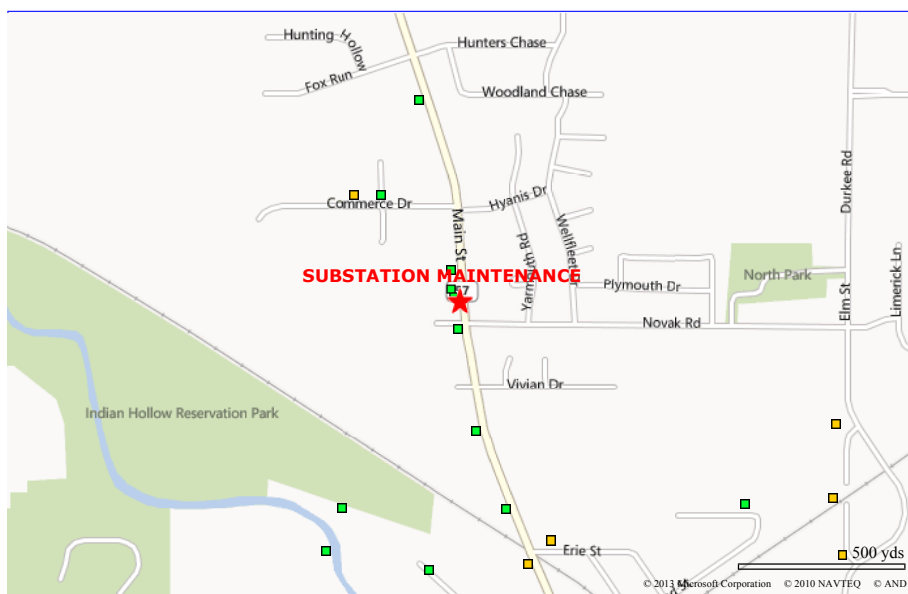 Hunting Hollow
Hunters Chase
Fox Run
Woodland Chase
Durkee Rd
Commerce Dr
Hyanis Dr
Main St
Yarmouth Rd
Wellfleet Dr
SUBSTATION MAINTENANCE
57
North Park
Plymouth Dr
Elm St
Limerick Ln
Novak Rd
Vivian Dr
Indian Hollow Reservation Park
Erie St
500 yds
© 2013 Microsoft Corporation © 2010 NAVTEQ © AND